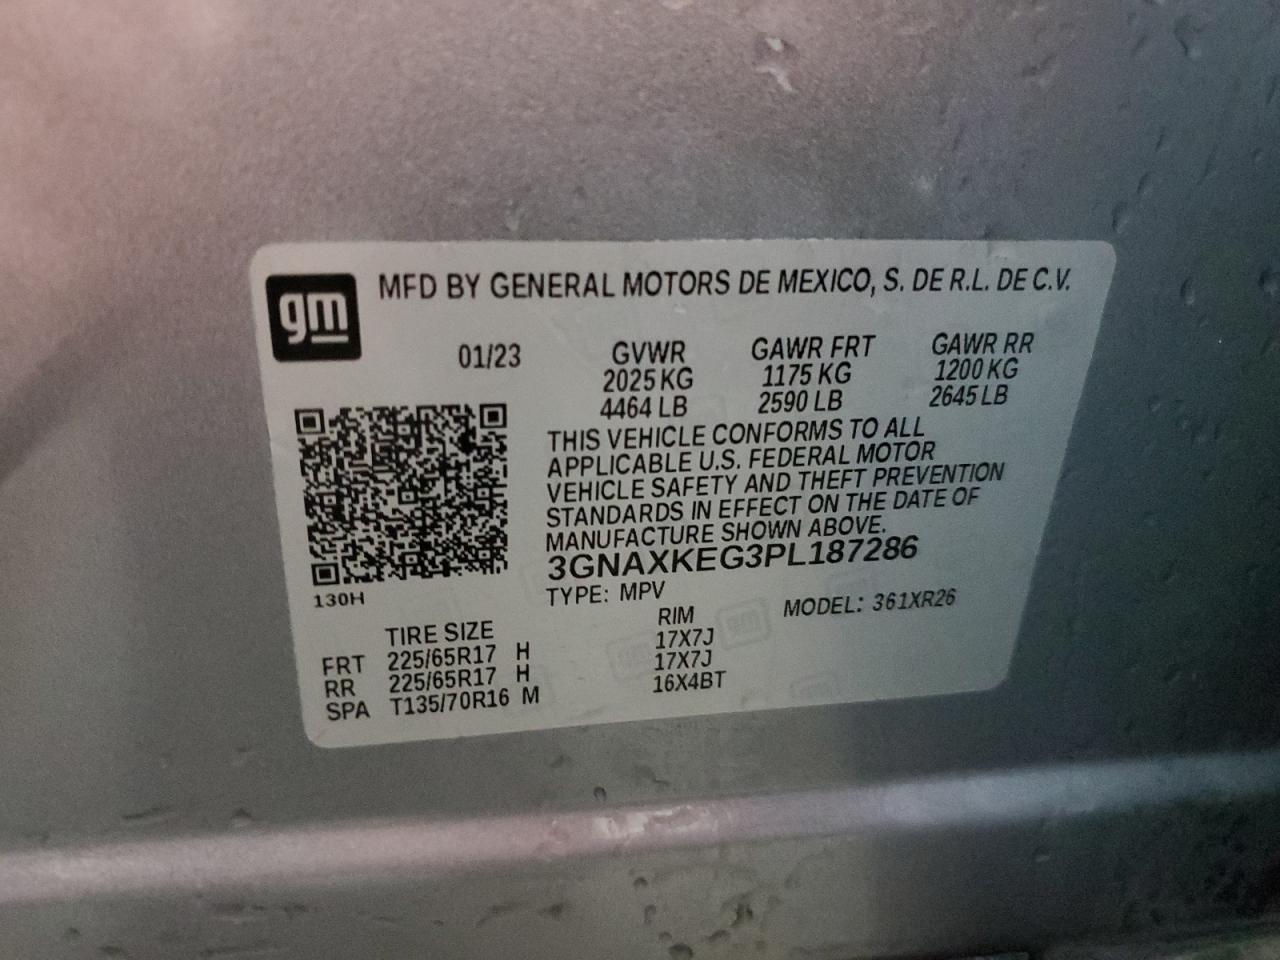 gm
MFD BY GENERAL MOTORS DE MEXICO, S. DE R.L. DE C.V.
01/23 GVWR GAWR FRT GAWR RR
2025 KG 1175 KG 1200 KG
4464 LB 2590 LB 2645 LB
THIS VEHICLE CONFORMS TO ALL
APPLICABLE U.S. FEDERAL MOTOR
VEHICLE SAFETY AND THEFT PREVENTION
STANDARDS IN EFFECT ON THE DATE OF
MANUFACTURE SHOWN ABOVE.
3GNAXKEG3PL187286
130H
TYPE: MPV MODEL: 361XR26
TIRE SIZE RIM
FRT 225/65R17 H 17X7J
RR 225/65R17 H 17X7J
SPA T135/70R16 M 16X4BT